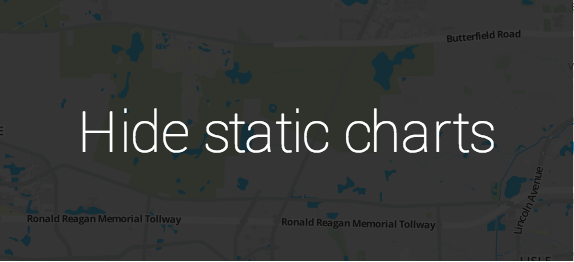 Butterfield Road
Hide static charts
Ronald Reagan Memorial Tollway
Ronald Reagan Memorial Tollway
Lincoln Avenue
LISLE